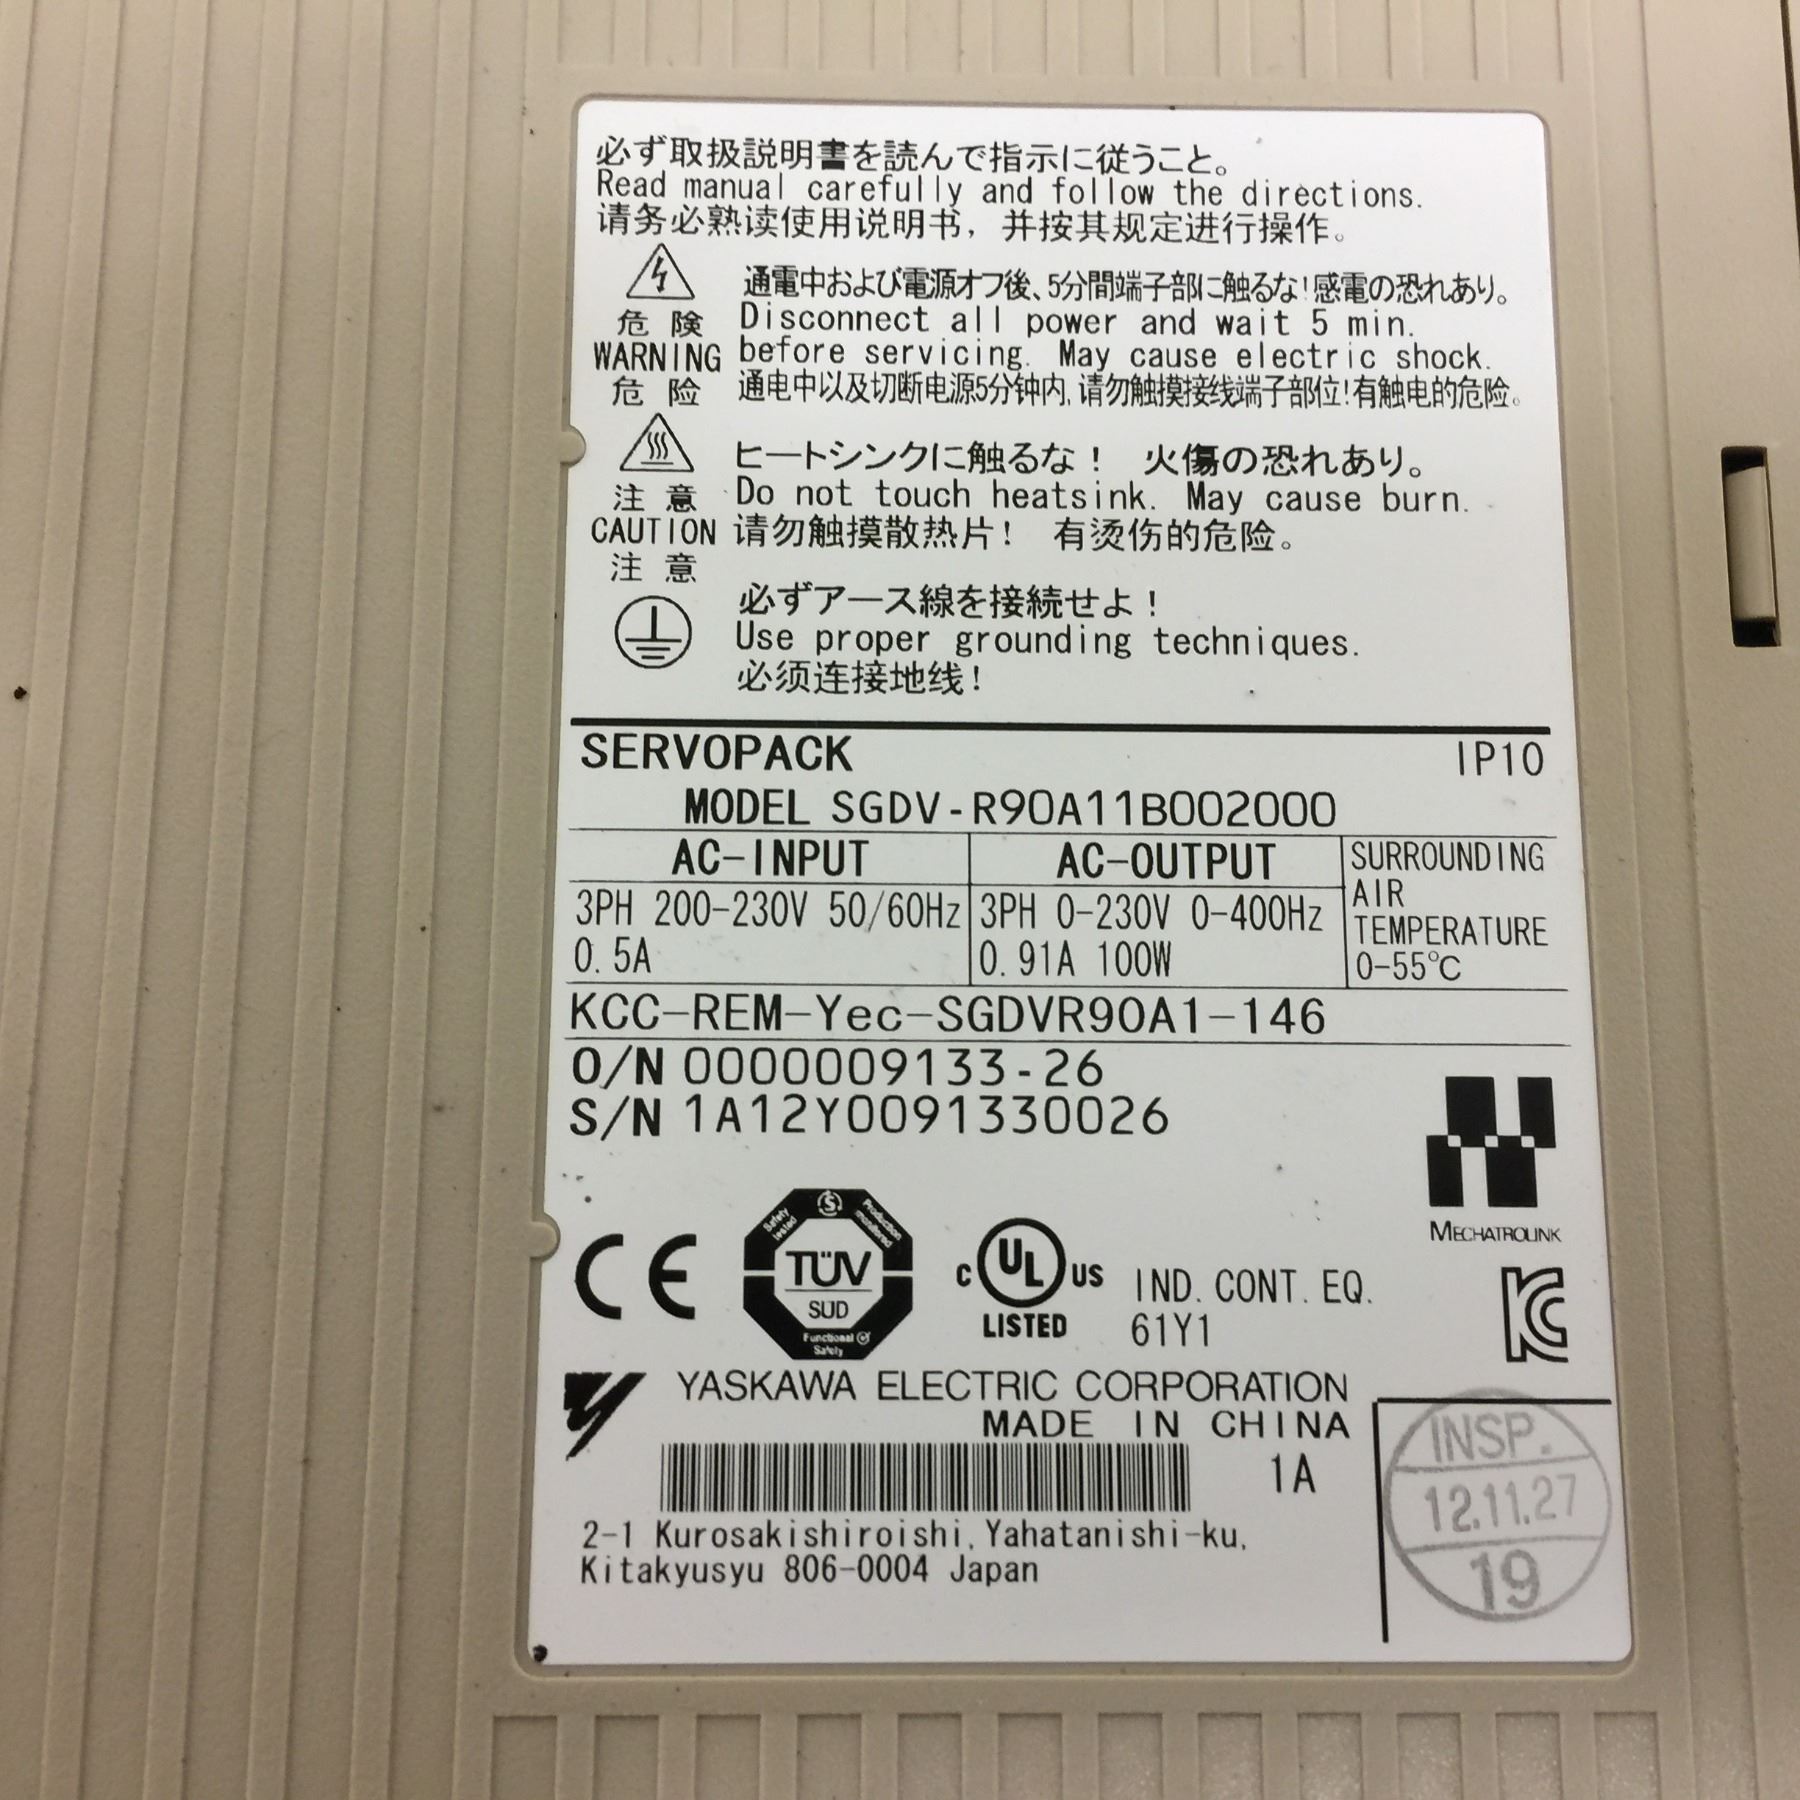 必ず取扱説明書を読んで指示に従うこと。
Read manual carefully and follow the directions.
请务必熟读使用说明书，并按其规定进行操作。
危 険
WARNING
危 险
通電中および電源オフ後、5分間端子部に触るな！感電の恐れあり。
Disconnect all power and wait 5 min.
before servicing. May cause electric shock.
通电中以及切断电源5分钟内,请勿触摸接线端子部位！有触电的危险。
注 意
CAUTION
注 意
ヒートシンクに触るな！ 火傷の恐れあり。
Do not touch heatsink. May cause burn.
请勿触摸散热片！ 有烫伤的危险。
必ずアース線を接続せよ！
Use proper grounding techniques.
必须连接地线！
SERVOPACK IP10
MODEL SGDV-R90A11B002000
AC-INPUT
3PH 200-230V 50/60Hz
0.5A
AC-OUTPUT
3PH 0-230V 0-400Hz
0.91A 100W
SURROUNDING
AIR
TEMPERATURE
0-55℃
KCC-REM-Yec-SGDVR90A1-146
O/N 0000009133-26
S/N 1A12Y0091330026
MECHATROLINK
CE
Safety tested
Production monitored
TÜV
SÜD
Functional
Safety
C UL US
LISTED
IND. CONT. EQ.
61Y1
KC
YASKAWA ELECTRIC CORPORATION
MADE IN CHINA
1A
2-1 Kurosakishiroishi, Yahatanishi-ku,
Kitakyusyu 806-0004 Japan
INSP.
12.11.27
19